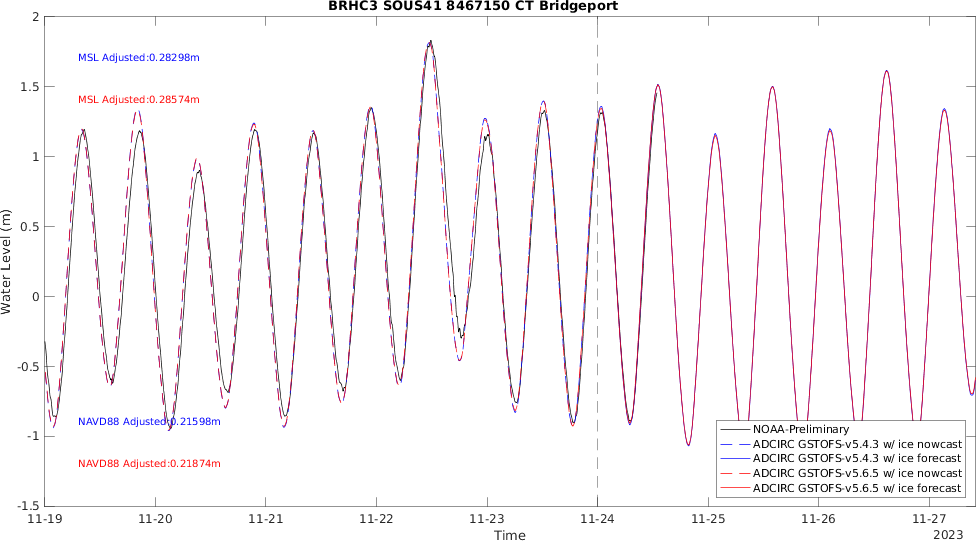 BRHC3 SOUS41 8467150 CT Bridgeport
2
1.5
1
0.5
0
-0.5
-1
-1.5
Water Level (m)
MSL Adjusted:0.28298m
MSL Adjusted:0.28574m
NAVD88 Adjusted:0.21598m
NAVD88 Adjusted:0.21874m
NOAA-Preliminary
ADCIRC GSTOFS-v5.4.3 w/ ice nowcast
ADCIRC GSTOFS-v5.4.3 w/ ice forecast
ADCIRC GSTOFS-v5.6.5 w/ ice nowcast
ADCIRC GSTOFS-v5.6.5 w/ ice forecast
11-19 11-20 11-21 11-22 11-23 11-24 11-25 11-26 11-27
Time
2023